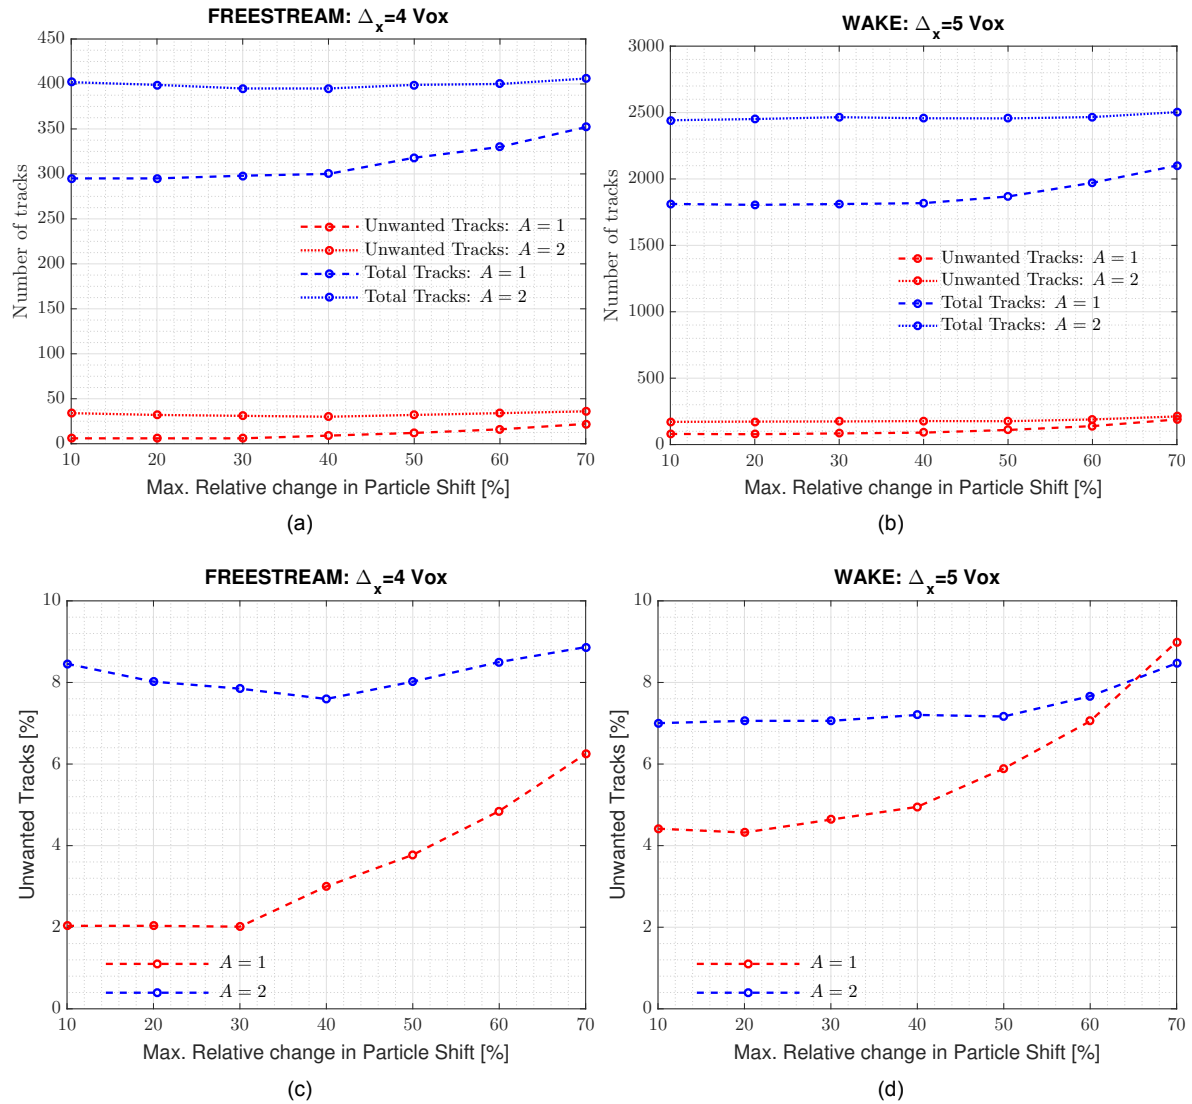 FREESTREAM: Δx=4 Vox
450
400
350
300
250
200
150
100
50
0
Number of tracks
Unwanted Tracks: A = 1
Unwanted Tracks: A = 2
Total Tracks: A = 1
Total Tracks: A = 2
10 20 30 40 50 60 70
Max. Relative change in Particle Shift [%]
(a)
WAKE: Δx=5 Vox
3000
2500
2000
1500
1000
500
0
Number of tracks
Unwanted Tracks: A = 1
Unwanted Tracks: A = 2
Total Tracks: A = 1
Total Tracks: A = 2
10 20 30 40 50 60 70
Max. Relative change in Particle Shift [%]
(b)
FREESTREAM: Δx=4 Vox
10
8
6
4
2
0
Unwanted Tracks [%]
A = 1
A = 2
10 20 30 40 50 60 70
Max. Relative change in Particle Shift [%]
(c)
WAKE: Δx=5 Vox
10
8
6
4
2
0
Unwanted Tracks [%]
A = 1
A = 2
10 20 30 40 50 60 70
Max. Relative change in Particle Shift [%]
(d)